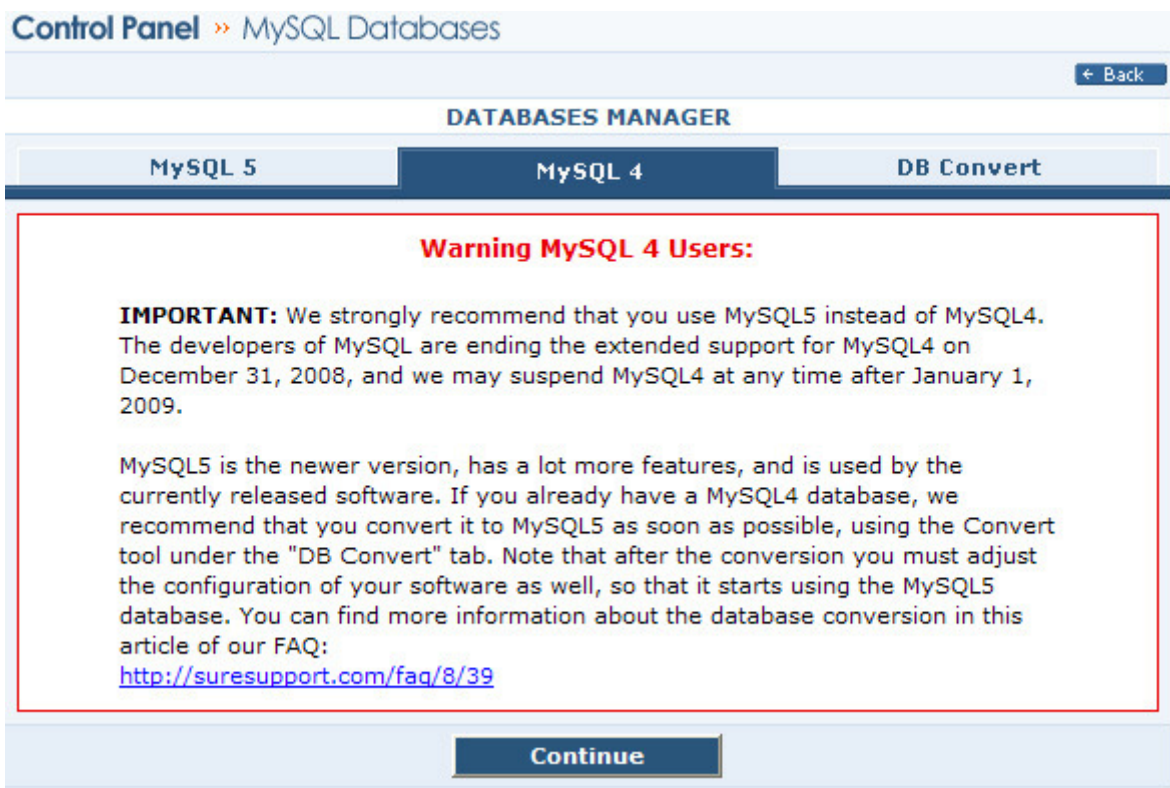 Control Panel » MySQL Databases
← Back
DATABASES MANAGER
MySQL 5 MySQL 4 DB Convert
Warning MySQL 4 Users:
IMPORTANT: We strongly recommend that you use MySQL5 instead of MySQL4.
The developers of MySQL are ending the extended support for MySQL4 on
December 31, 2008, and we may suspend MySQL4 at any time after January 1,
2009.
MySQL5 is the newer version, has a lot more features, and is used by the
currently released software. If you already have a MySQL4 database, we
recommend that you convert it to MySQL5 as soon as possible, using the Convert
tool under the "DB Convert" tab. Note that after the conversion you must adjust
the configuration of your software as well, so that it starts using the MySQL5
database. You can find more information about the database conversion in this
article of our FAQ:
http://suresupport.com/faq/8/39
Continue